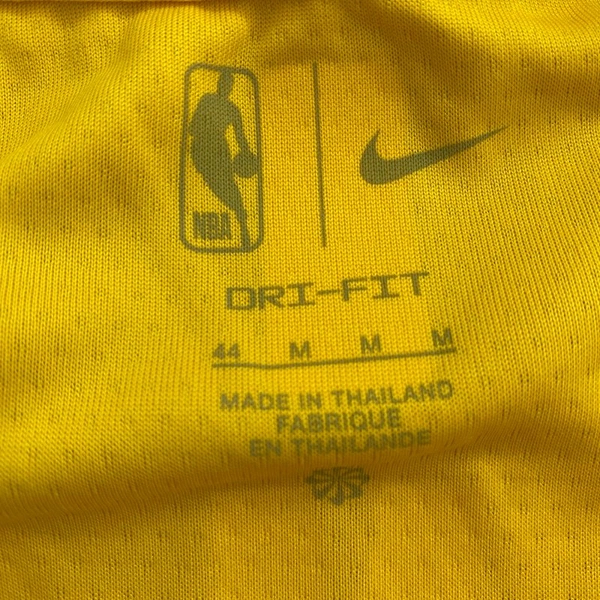 NBA
DRI-FIT
44 M M M
MADE IN THAILAND
FABRIQUE
EN THAILANDE